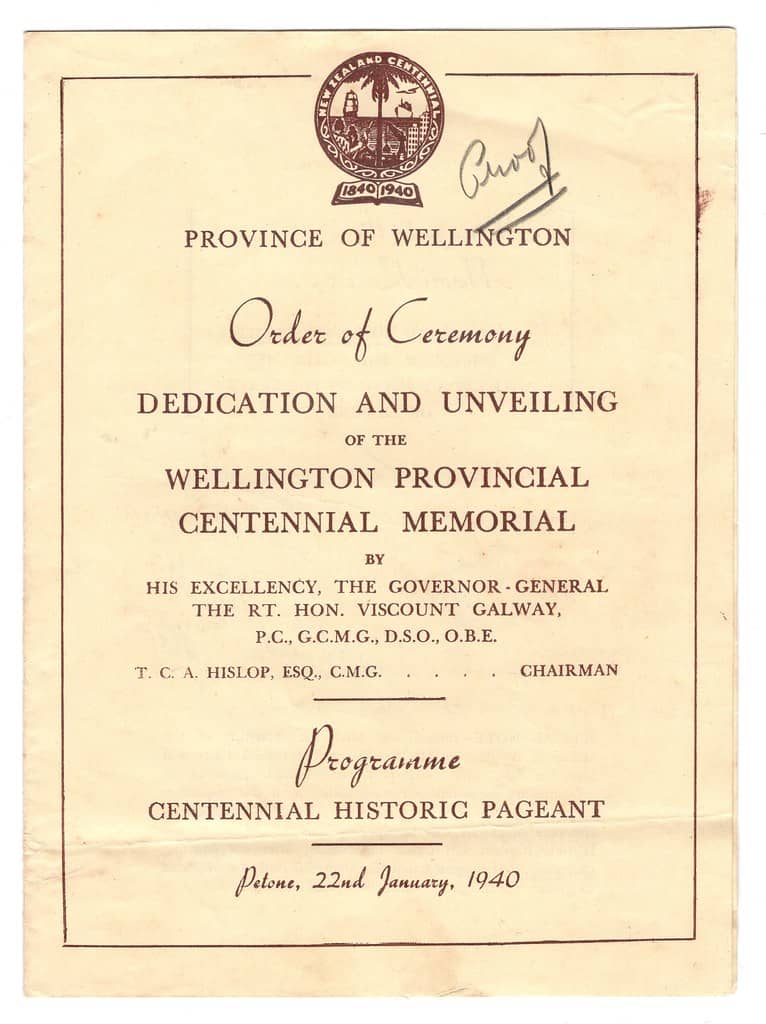 NEW ZEALAND CENTENNIAL
1840 1940
Proof
PROVINCE OF WELLINGTON
Order of Ceremony
DEDICATION AND UNVEILING
OF THE
WELLINGTON PROVINCIAL
CENTENNIAL MEMORIAL
BY
HIS EXCELLENCY, THE GOVERNOR-GENERAL
THE RT. HON. VISCOUNT GALWAY,
P.C., G.C.M.G., D.S.O., O.B.E.
T. C. A. HISLOP, ESQ., C.M.G. . . . . CHAIRMAN
Programme
CENTENNIAL HISTORIC PAGEANT
Petone, 22nd January, 1940